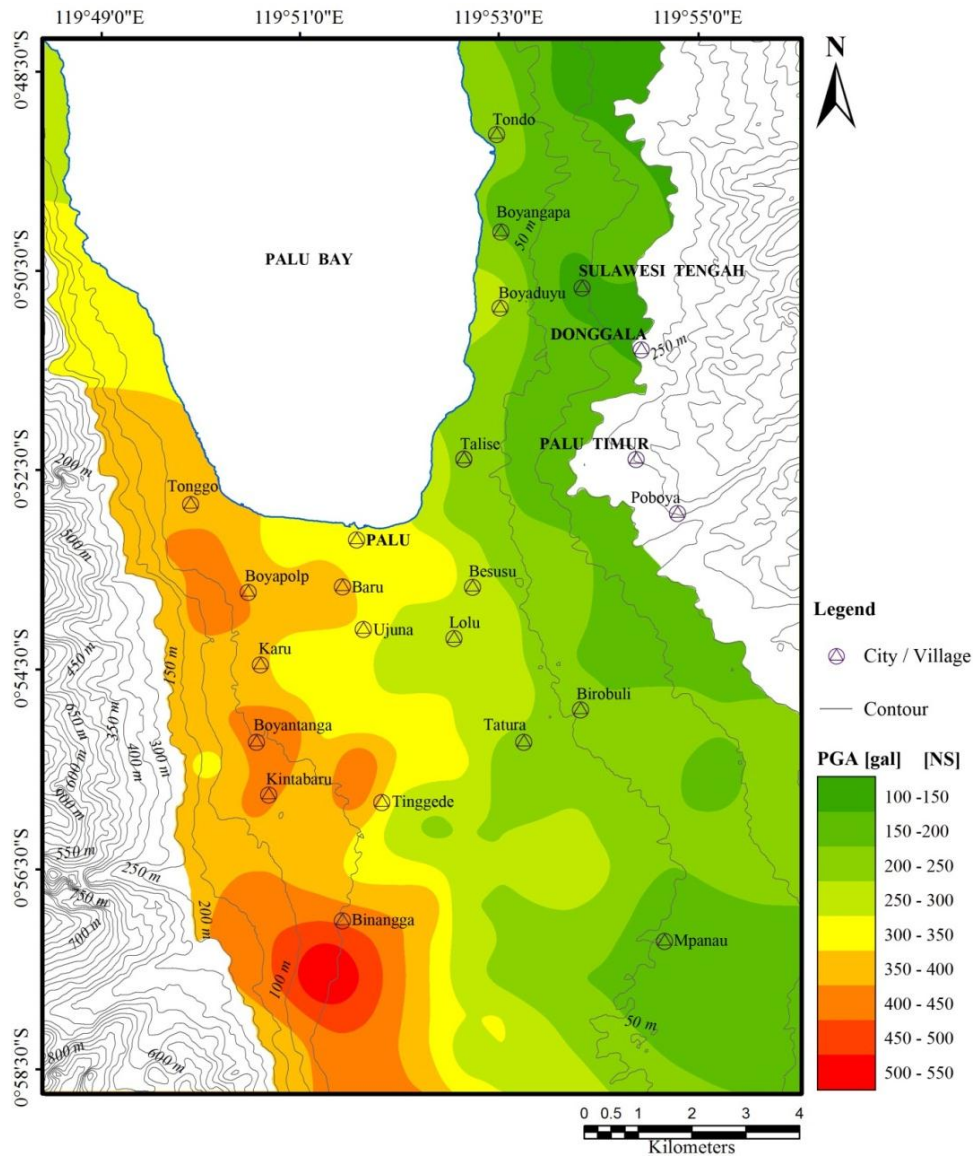 119°49'0"E 119°51'0"E 119°53'0"E 119°55'0"E
0°48'30"S
N
Tondo
Boyangapa
50 m
0°50'30"S
PALU BAY
SULAWESI TENGAH
Boyaduyu
DONGGALA
250 m
0°52'30"S
Talise
PALU TIMUR
200 m
Tonggo
Poboya
500 m
PALU
Boyapolp
Baru
Besusu
Ujuna
Lolu
Legend
City / Village
Contour
PGA [gal] [NS]
100 -150
150 -200
200 -250
250 - 300
300 - 350
350 - 400
400 - 450
450 - 500
500 - 550
0°54'30"S
Karu
150 m
450 m
Birobuli
650 m
350 m
Boyantanga
Tatura
600 m
400 m
300 m
Kintabaru
Tinggede
900 m
0°56'30"S
550 m
250 m
750 m
200 m
Binangga
700 m
Mpanau
100 m
50 m
0°58'30"S
800 m
600 m
0 0.5 1 2 3 4
Kilometers